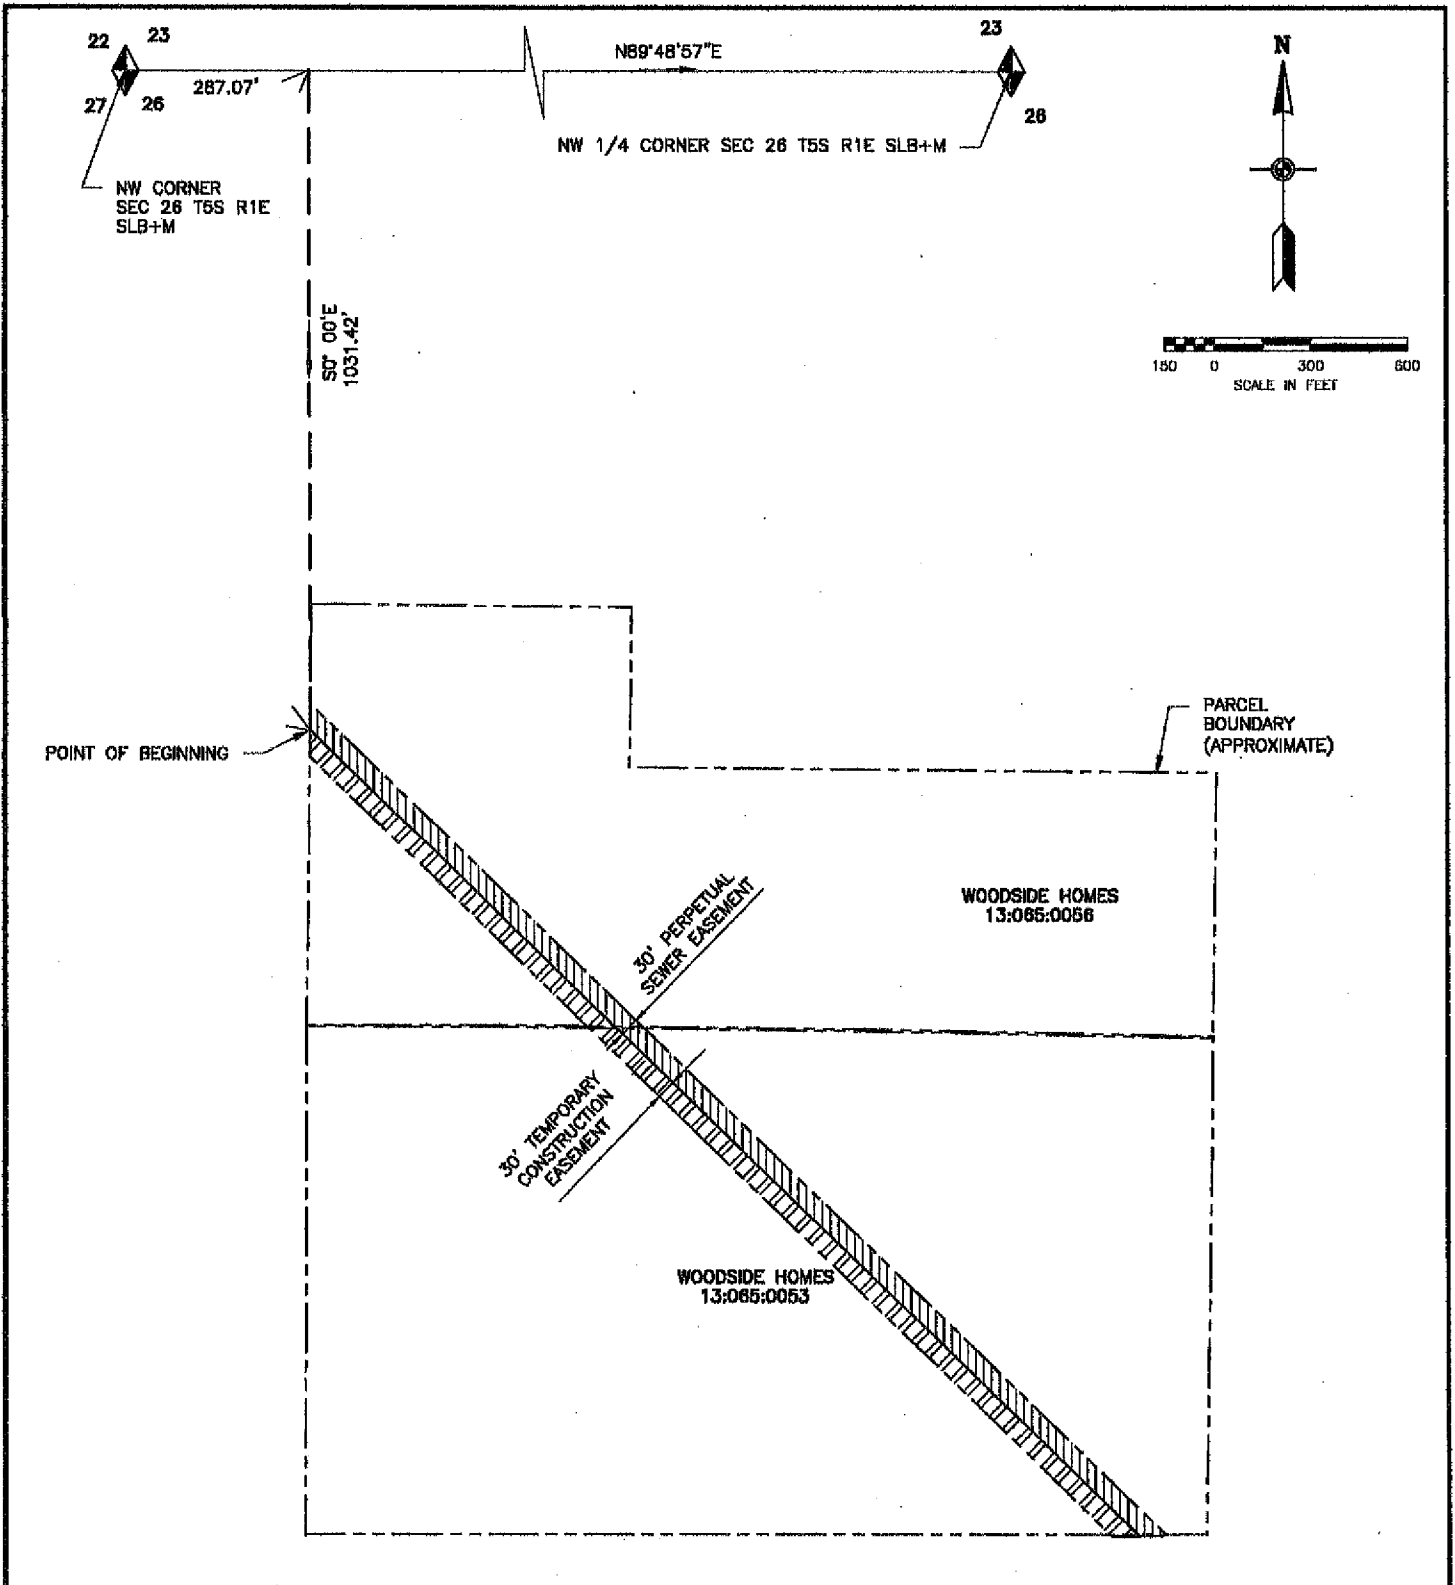 22 23
27 26
287.07'
N89°48'57"E
23
26
N
NW 1/4 CORNER SEC 26 T5S R1E SLB+M
NW CORNER
SEC 26 T5S R1E
SLB+M
S0° 00'E
1031.42'
150 0 300 600
SCALE IN FEET
POINT OF BEGINNING
PARCEL
BOUNDARY
(APPROXIMATE)
WOODSIDE HOMES
13:065:0056
30' PERPETUAL
SEWER EASEMENT
30' TEMPORARY
CONSTRUCTION
EASEMENT
WOODSIDE HOMES
13:065:0053